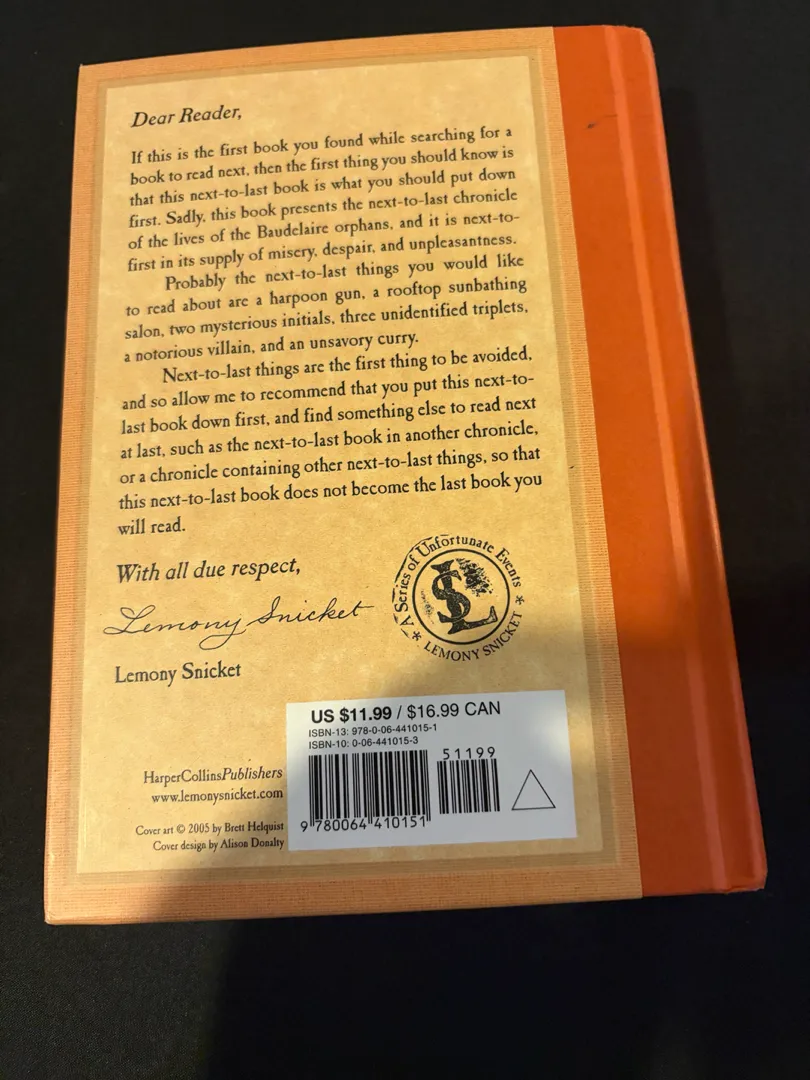 Dear Reader,
If this is the first book you found while searching for a
book to read next, then the first thing you should know is
that this next-to-last book is what you should put down
first. Sadly, this book presents the next-to-last chronicle
of the lives of the Baudelaire orphans, and it is next-to-
first in its supply of misery, despair, and unpleasantness.
Probably the next-to-last things you would like
to read about are a harpoon gun, a rooftop sunbathing
salon, two mysterious initials, three unidentified triplets,
a notorious villain, and an unsavory curry.
Next-to-last things are the first thing to be avoided,
and so allow me to recommend that you put this next-to-
last book down first, and find something else to read next
at last, such as the next-to-last book in another chronicle,
or a chronicle containing other next-to-last things, so that
this next-to-last book does not become the last book you
will read.
With all due respect,
Lemony Snicket
Lemony Snicket
A Series of Unfortunate Events
* LEMONY SNICKET *
LS
US $11.99 / $16.99 CAN
ISBN-13: 978-0-06-441015-1
ISBN-10: 0-06-441015-3
51199
9 780064 410151
HarperCollinsPublishers
www.lemonysnicket.com
Cover art © 2005 by Brett Helquist
Cover design by Alison Donalty